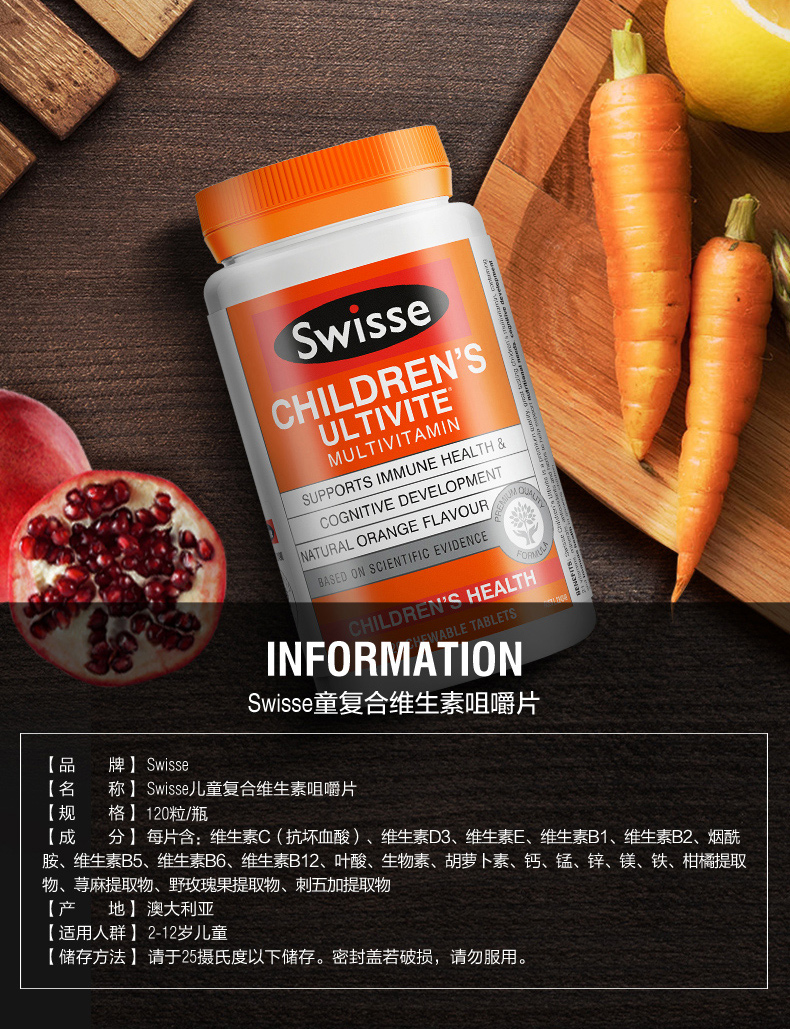 Swisse
CHILDREN'S
ULTIVITE®
MULTIVITAMIN
SUPPORTS IMMUNE HEALTH &
COGNITIVE DEVELOPMENT
NATURAL ORANGE FLAVOUR
BASED ON SCIENTIFIC EVIDENCE
PREMIUM QUALITY
FORMULA
CHILDREN'S HEALTH
CHEWABLE TABLETS
BENEFITS
INFORMATION
Swisse童复合维生素咀嚼片
【品 牌】Swisse
【名 称】Swisse儿童复合维生素咀嚼片
【规 格】120粒/瓶
【成 分】每片含：维生素C（抗坏血酸）、维生素D3、维生素E、维生素B1、维生素B2、烟酰
胺、维生素B5、维生素B6、维生素B12、叶酸、生物素、胡萝卜素、钙、锰、锌、镁、铁、柑橘提取
物、荨麻提取物、野玫瑰果提取物、刺五加提取物
【产 地】澳大利亚
【适用人群】2-12岁儿童
【储存方法】请于25摄氏度以下储存。密封盖若破损，请勿服用。